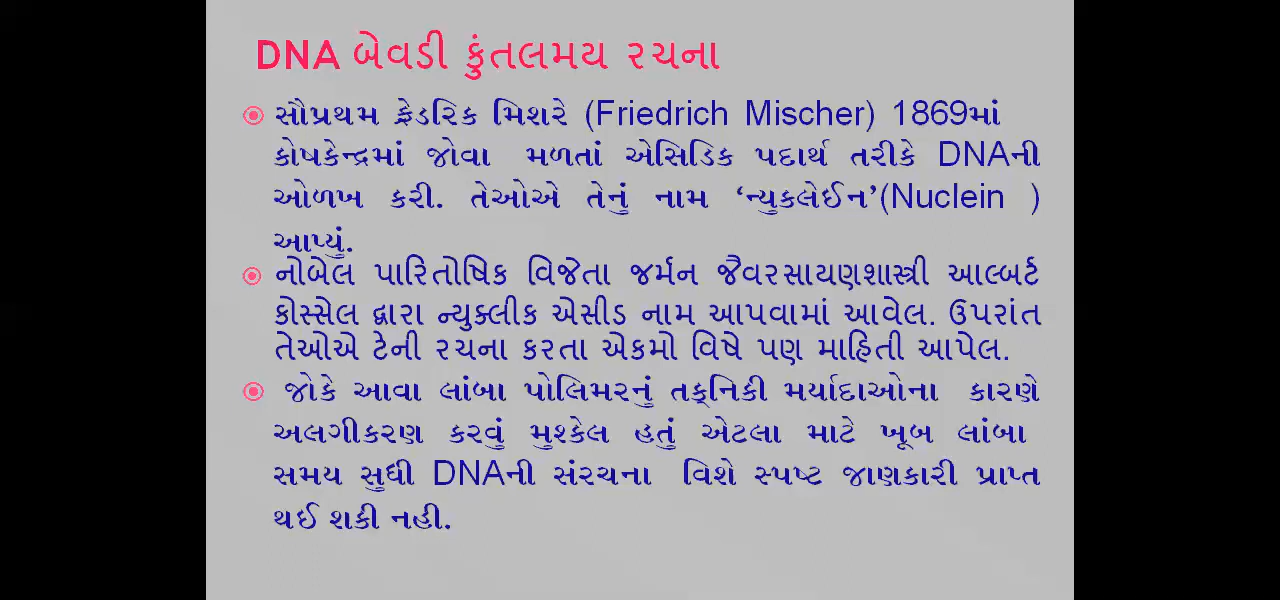 DNA બેવડી કુંતલમય રચના
સૌપ્રથમ ફ્રેડરિક મિશરે (Friedrich Mischer) 1869માં
કોષકેન્દ્રમાં જોવા મળતાં એસિડિક પદાર્થ તરીકે DNAની
ઓળખ કરી. તેઓએ તેનું નામ ‘ન્યુકલેઈન’(Nuclein )
આપ્યું.
નોબેલ પારિતોષિક વિજેતા જર્મન જૈવરસાયણશાસ્ત્રી આલ્બર્ટ
કોસ્સેલ દ્વારા ન્યુક્લીક એસીડ નામ આપવામાં આવેલ. ઉપરાંત
તેઓએ ટેની રચના કરતા એકમો વિષે પણ માહિતી આપેલ.
જોકે આવા લાંબા પોલિમરનું તક્નિકી મર્યાદાઓના કારણે
અલગીકરણ કરવું મુશ્કેલ હતું એટલા માટે ખૂબ લાંબા
સમય સુધી DNAની સંરચના વિશે સ્પષ્ટ જાણકારી પ્રાપ્ત
થઈ શકી નહી.